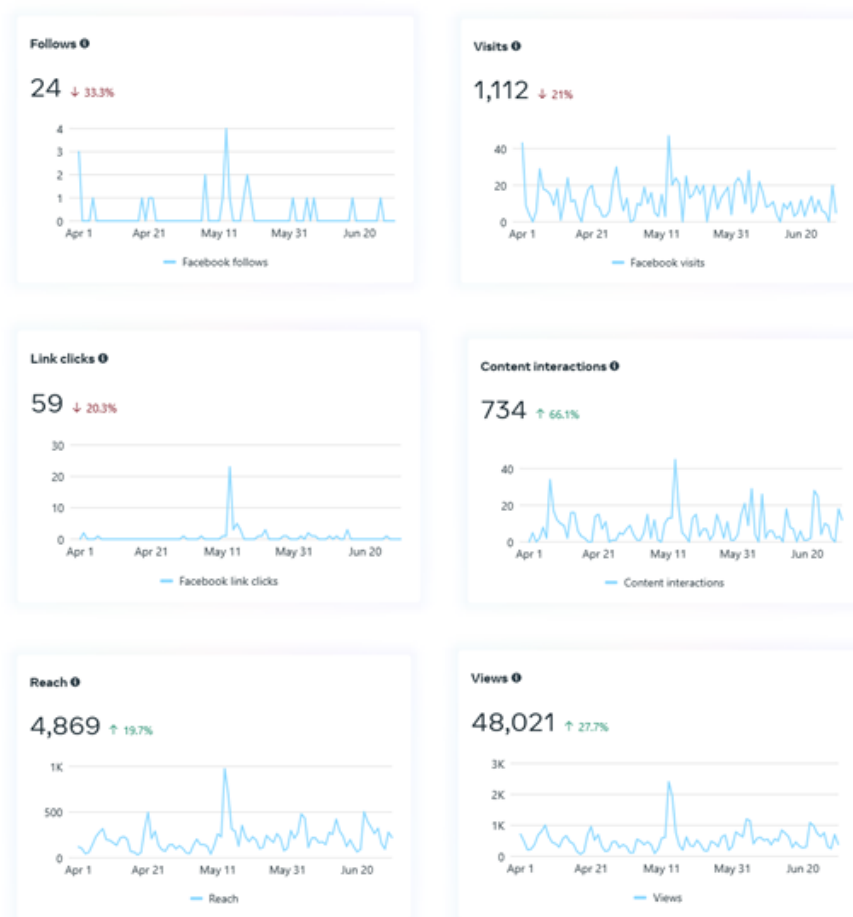 Follows
24 ↓ 33.3%
4
3
2
1
0
Apr 1 Apr 21 May 11 May 31 Jun 20
Facebook follows
Visits
1,112 ↓ 21%
40
20
0
Apr 1 Apr 21 May 11 May 31 Jun 20
Facebook visits
Link clicks
59 ↓ 20.3%
30
20
10
0
Apr 1 Apr 21 May 11 May 31 Jun 20
Facebook link clicks
Content interactions
734 ↑ 66.1%
40
20
0
Apr 1 Apr 21 May 11 May 31 Jun 20
Content interactions
Reach
4,869 ↑ 19.7%
1K
500
0
Apr 1 Apr 21 May 11 May 31 Jun 20
Reach
Views
48,021 ↑ 27.7%
3K
2K
1K
0
Apr 1 Apr 21 May 11 May 31 Jun 20
Views